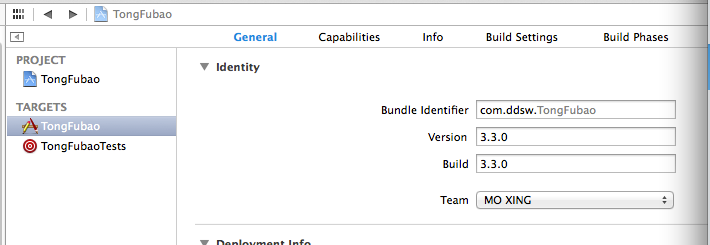 TongFubao
General Capabilities Info Build Settings Build Phases
PROJECT
TongFubao
TARGETS
TongFubao
TongFubaoTests
Identity
Bundle Identifier com.ddsw.TongFubao
Version 3.3.0
Build 3.3.0
Team MO XING
Deployment Info